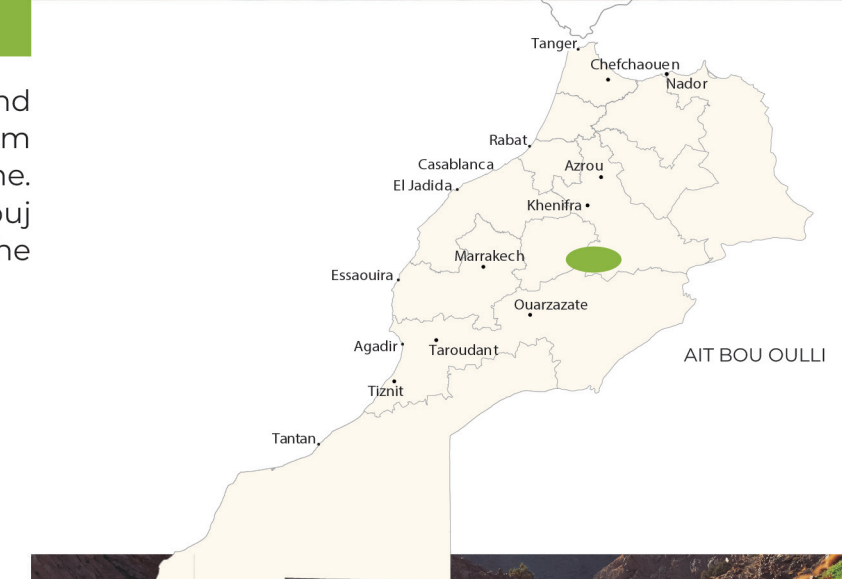 Tanger
Chefchaouen
Nador
Rabat
Casablanca
Azrou
El Jadida
Khenifra
Marrakech
Essaouira
Ouarzazate
Agadir
Taroudant
AIT BOU OULLI
Tiznit
Tantan